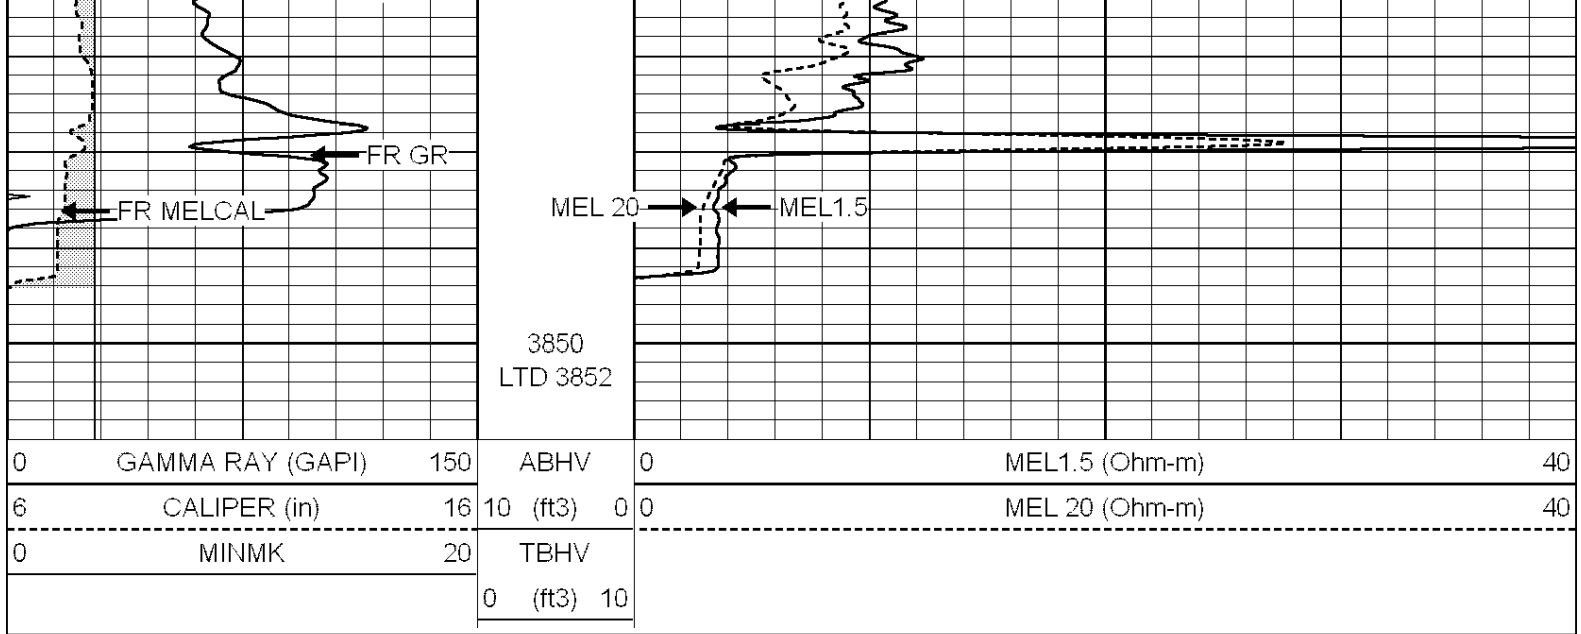 FR GR
FR MELCAL
MEL 20
MEL1.5
3850
LTD 3852
0 GAMMA RAY (GAPI) 150
ABHV
0 MEL1.5 (Ohm-m) 40
6 CALIPER (in) 16
10 (ft3) 0
0 MEL 20 (Ohm-m) 40
0 MINMK 20
TBHV
0 (ft3) 10